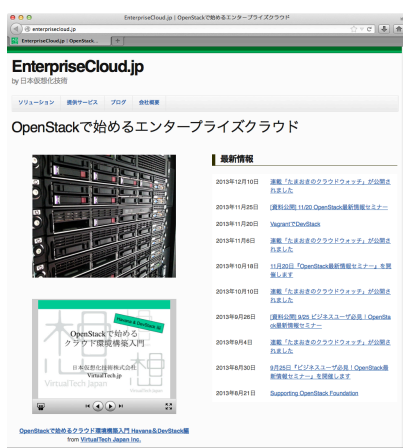 EnterpriseCloud.jp | OpenStackで始めるエンタープライズクラウド
enterprisecloud.jp
EnterpriseCloud.jp | OpenStack...
EnterpriseCloud.jp
by 日本仮想化技術
ソリューション 提供サービス ブログ 会社概要
OpenStackで始めるエンタープライズクラウド
Havana & DevStack編
OpenStackで始める
クラウド環境構築入門
日本仮想化技術株式会社
VirtualTech.jp
VirtualTech Japan
OpenStackで始めるクラウド環境構築入門 Havana&DevStack編
from VirtualTech Japan Inc.
最新情報
2013年12月10日 連載「たまおきのクラウドウォッチ」が公開さ
れました
2013年11月25日 [資料公開] 11/20 OpenStack最新情報セミナー
2013年11月20日 VagrantでDevStack
2013年11月6日 連載「たまおきのクラウドウォッチ」が公開さ
れました
2013年10月18日 11月20日「OpenStack最新情報セミナー」を開
催します
2013年10月10日 連載「たまおきのクラウドウォッチ」が公開さ
れました
2013年9月26日 [資料公開] 9/25 ビジネスユーザ必見！OpenSta
ck最新情報セミナー
2013年9月4日 連載「たまおきのクラウドウォッチ」が公開さ
れました
2013年8月30日 9月25日「ビジネスユーザ必見！OpenStack最
新情報セミナー」を開催します
2013年8月21日 Supporting OpenStack Foundation